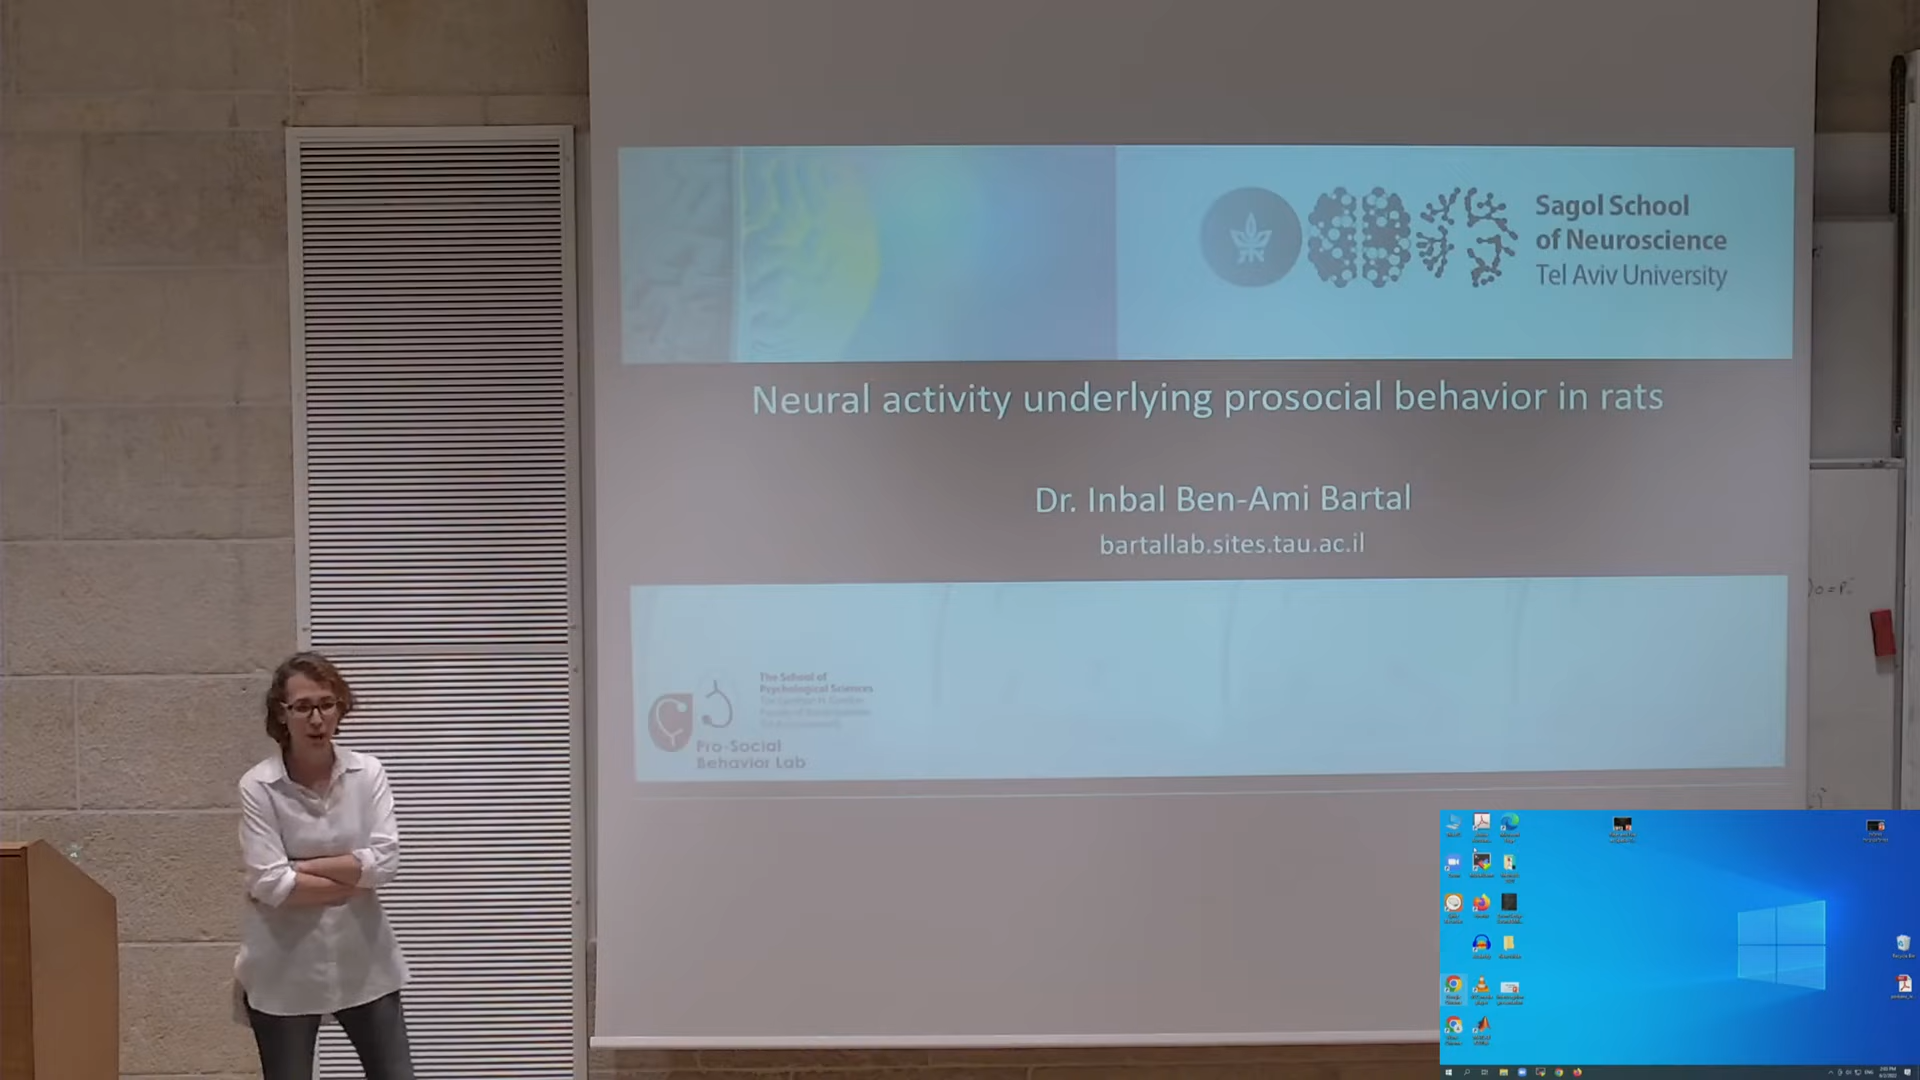 Sagol School
of Neuroscience
Tel Aviv University
Neural activity underlying prosocial behavior in rats
Dr. Inbal Ben-Ami Bartal
bartallab.sites.tau.ac.il
The School of
Psychological Sciences
Pro-Social
Behavior Lab